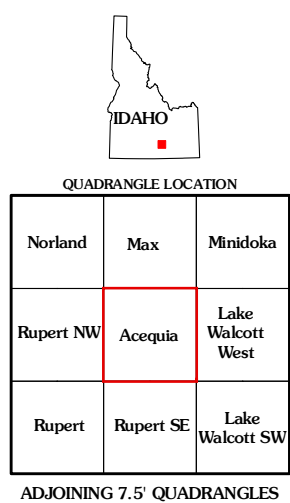 IDAHO
QUADRANGLE LOCATION
Norland
Max
Minidoka
Rupert NW
Acequia
Lake
Walcott
West
Rupert
Rupert SE
Lake
Walcott SW
ADJOINING 7.5' QUADRANGLES